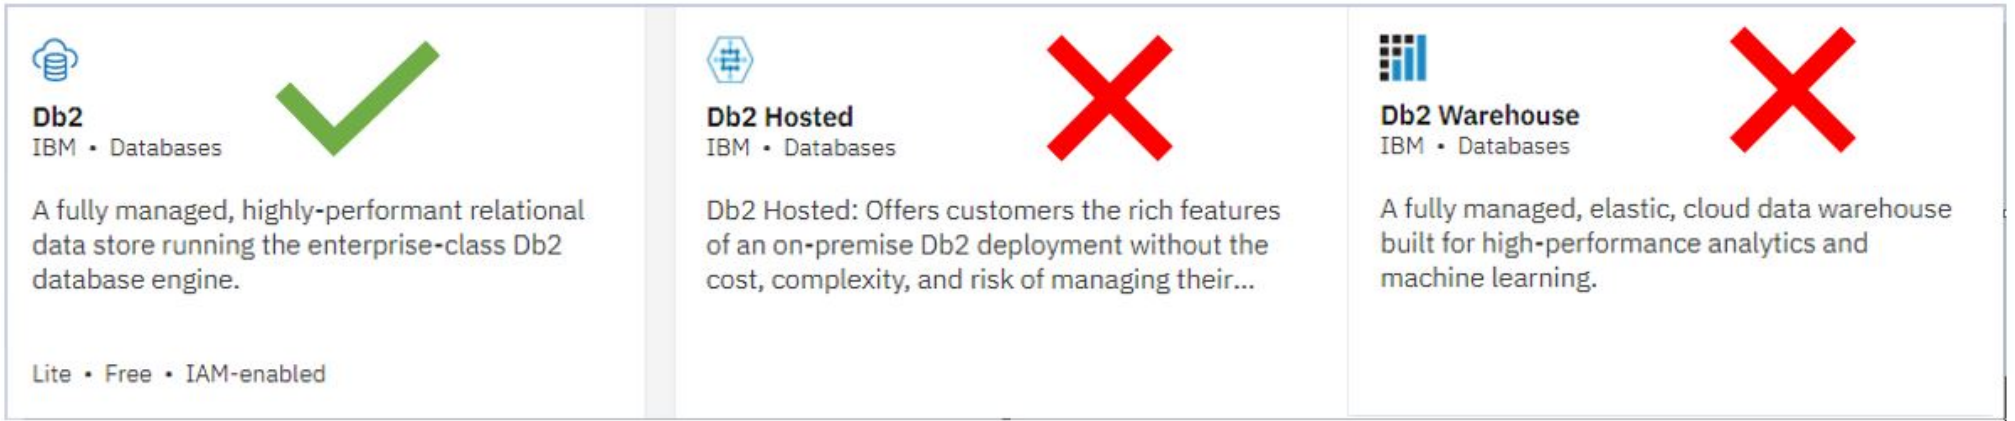 Db2
IBM • Databases
A fully managed, highly-performant relational
data store running the enterprise-class Db2
database engine.
Lite • Free • IAM-enabled
Db2 Hosted
IBM • Databases
Db2 Hosted: Offers customers the rich features
of an on-premise Db2 deployment without the
cost, complexity, and risk of managing their...
Db2 Warehouse
IBM • Databases
A fully managed, elastic, cloud data warehouse
built for high-performance analytics and
machine learning.